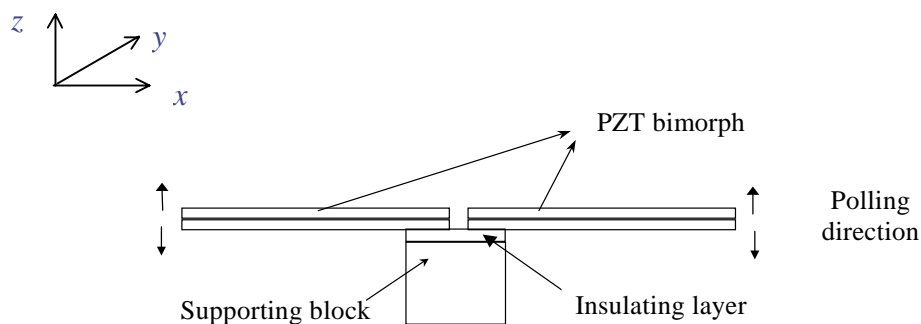 z
y
x
PZT bimorph
Polling
direction
Supporting block
Insulating layer